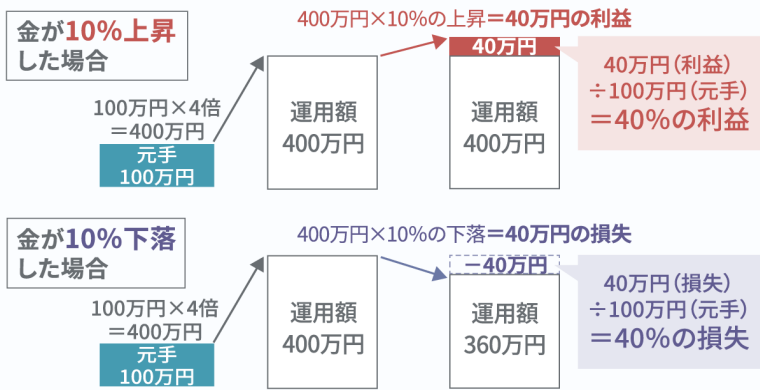 金が10%上昇
した場合
400万円×10%の上昇=40万円の利益
100万円×4倍
=400万円
元手
100万円
運用額
400万円
40万円
運用額
400万円
40万円(利益)
÷100万円(元手)
=40%の利益
金が10%下落
した場合
400万円×10%の下落=40万円の損失
100万円×4倍
=400万円
元手
100万円
運用額
400万円
-40万円
運用額
360万円
40万円(損失)
÷100万円(元手)
=40%の損失